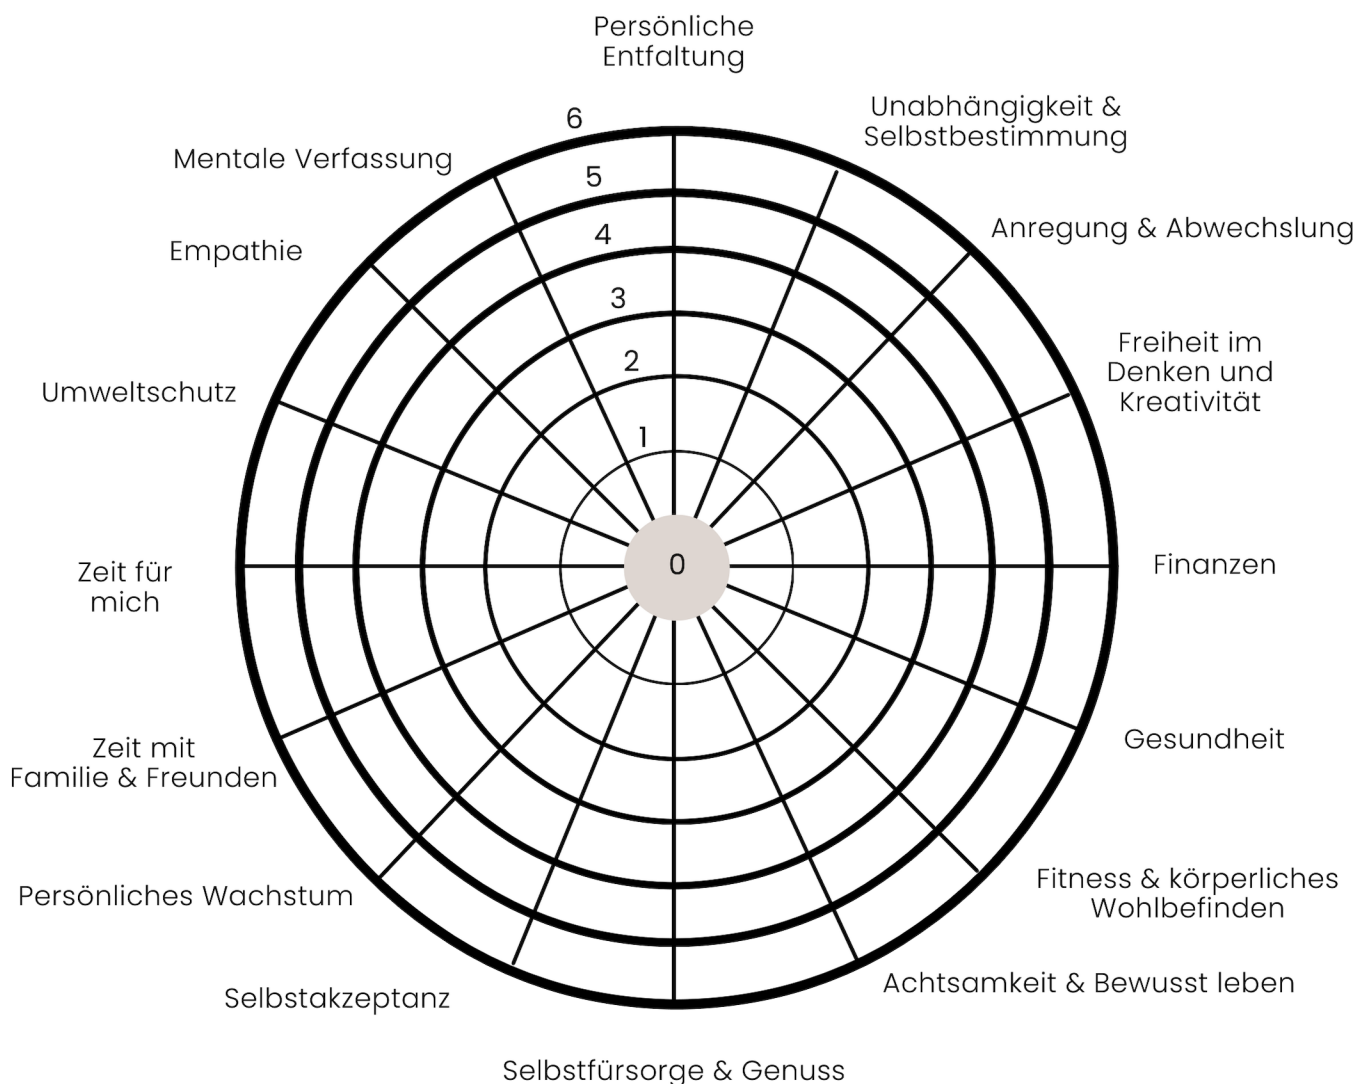 Persönliche
Entfaltung
Unabhängigkeit &
Selbstbestimmung
6
Mentale Verfassung
5
Anregung & Abwechslung
4
Empathie
3
Freiheit im
Denken und
Kreativität
2
Umweltschutz
1
0
Finanzen
Zeit für
mich
Gesundheit
Zeit mit
Familie & Freunden
Fitness & körperliches
Wohlbefinden
Persönliches Wachstum
Achtsamkeit & Bewusst leben
Selbstakzeptanz
Selbstfürsorge & Genuss